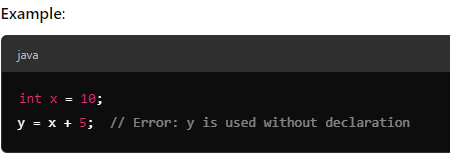 Example:
java
int x = 10;
y = x + 5;  // Error: y is used without declaration